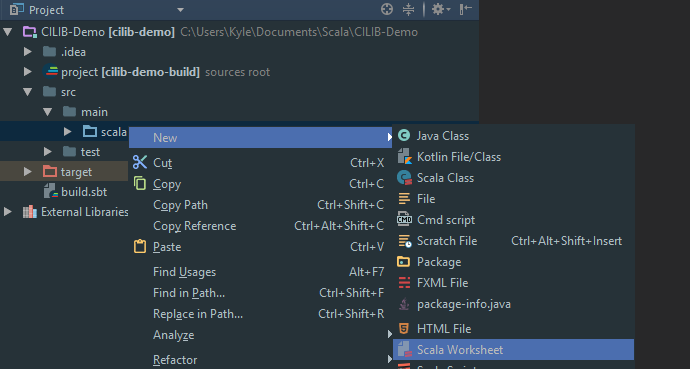 Project
CILIB-Demo [cilib-demo] C:\Users\Kyle\Documents\Scala\CILIB-Demo
.idea
project [cilib-demo-build] sources root
src
main
scala
test
target
build.sbt
External Libraries
New
Cut Ctrl+X
Copy Ctrl+C
Copy Path Ctrl+Shift+C
Copy Reference Ctrl+Alt+Shift+C
Paste Ctrl+V
Find Usages Alt+F7
Find in Path... Ctrl+Shift+F
Replace in Path... Ctrl+Shift+R
Analyze
Refactor
Java Class
Kotlin File/Class
Scala Class
File
Cmd script
Scratch File Ctrl+Alt+Shift+Insert
Package
FXML File
package-info.java
HTML File
Scala Worksheet